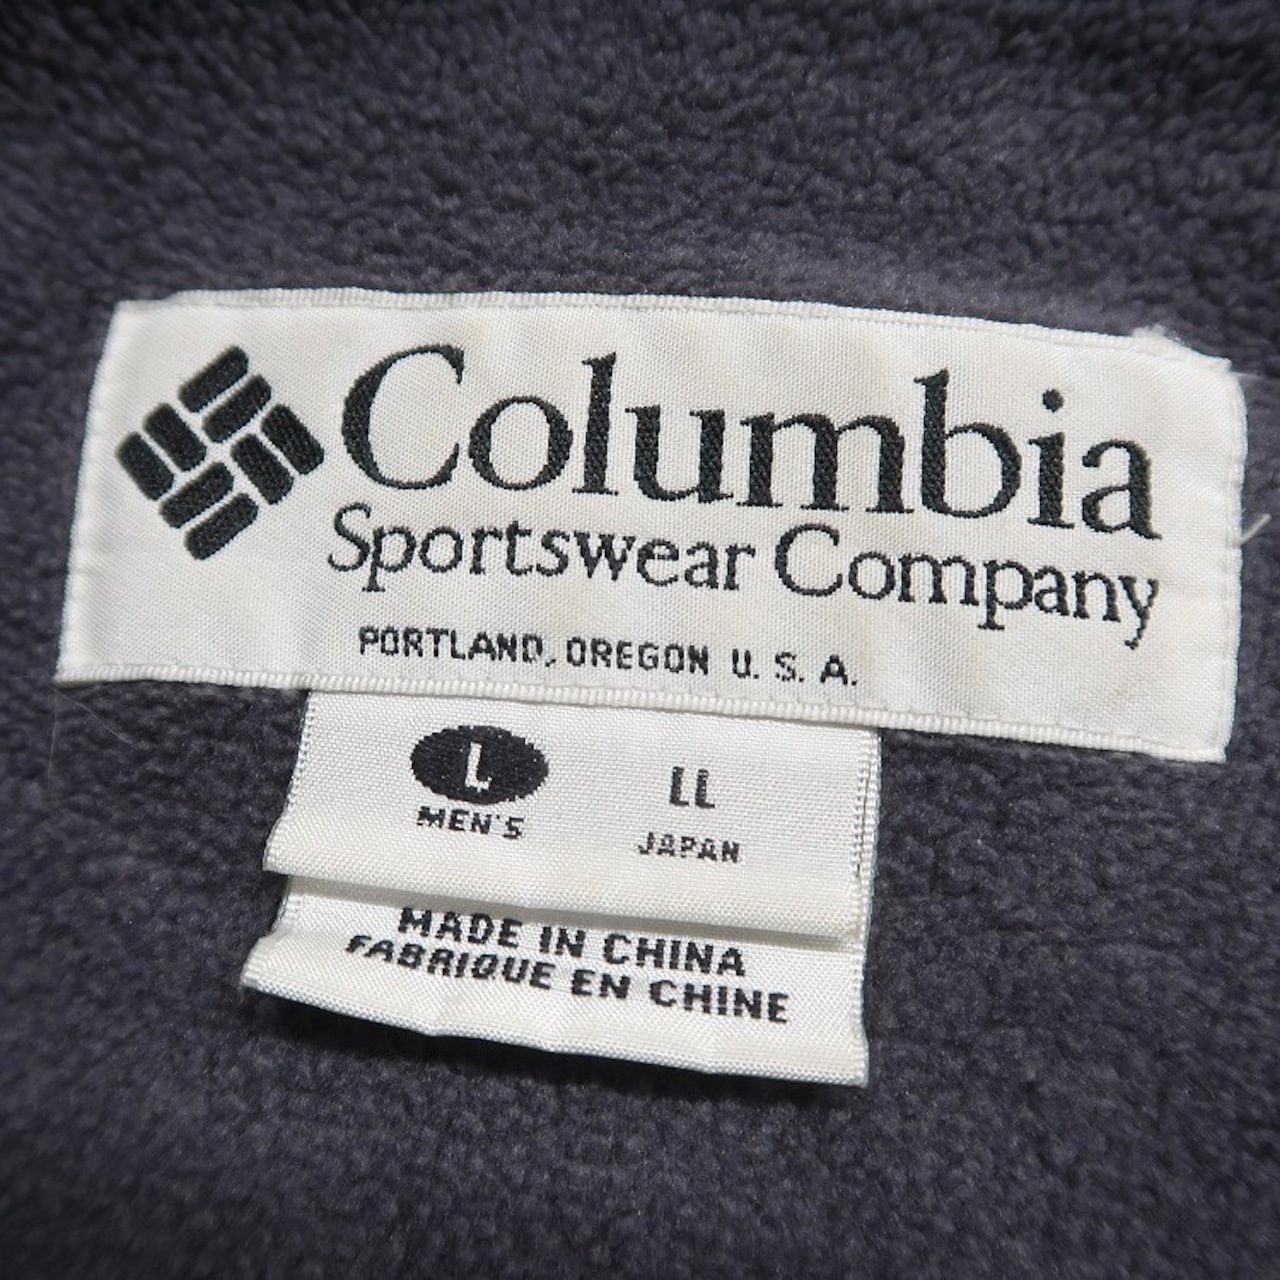 Columbia
Sportswear Company
PORTLAND, OREGON U. S. A.
L LL
MEN'S JAPAN
MADE IN CHINA
FABRIQUE EN CHINE